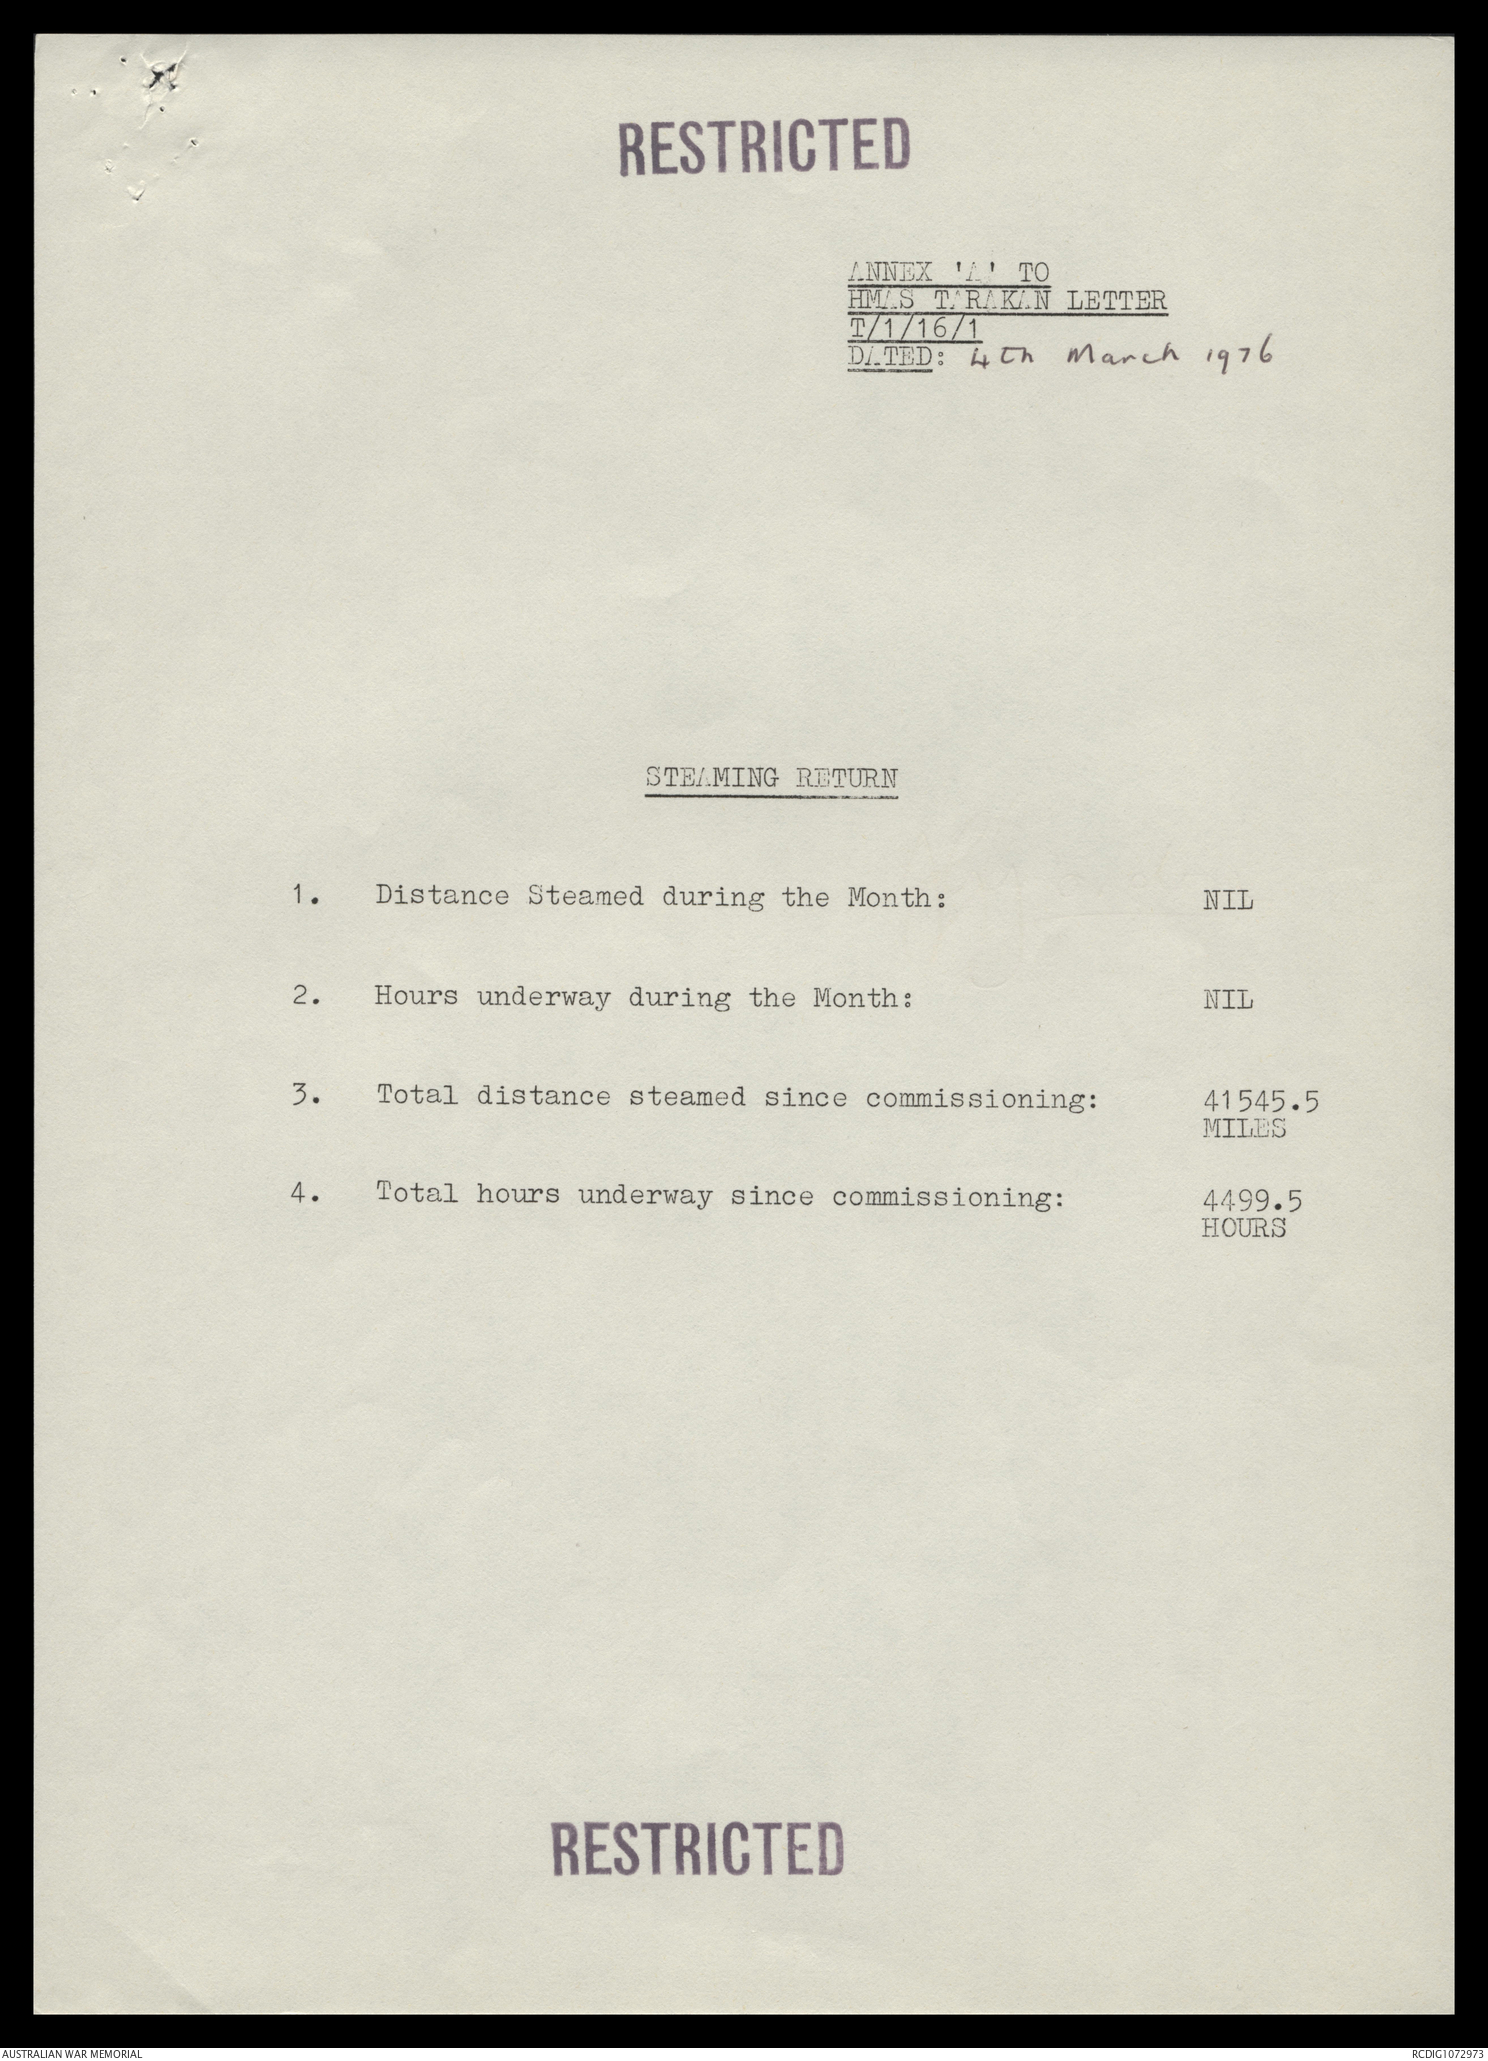 RESTRICTED
ANNEX 'A' TO
HMAS TARAKAN LETTER
T/1/16/1
DATED: 4th March 1976
STEAMING RETURN
1. Distance Steamed during the Month: NIL
2. Hours underway during the Month: NIL
3. Total distance steamed since commissioning: 41545.5
MILES
4. Total hours underway since commissioning: 4499.5
HOURS
RESTRICTED
AUSTRALIAN WAR MEMORIAL RCDIG1072973